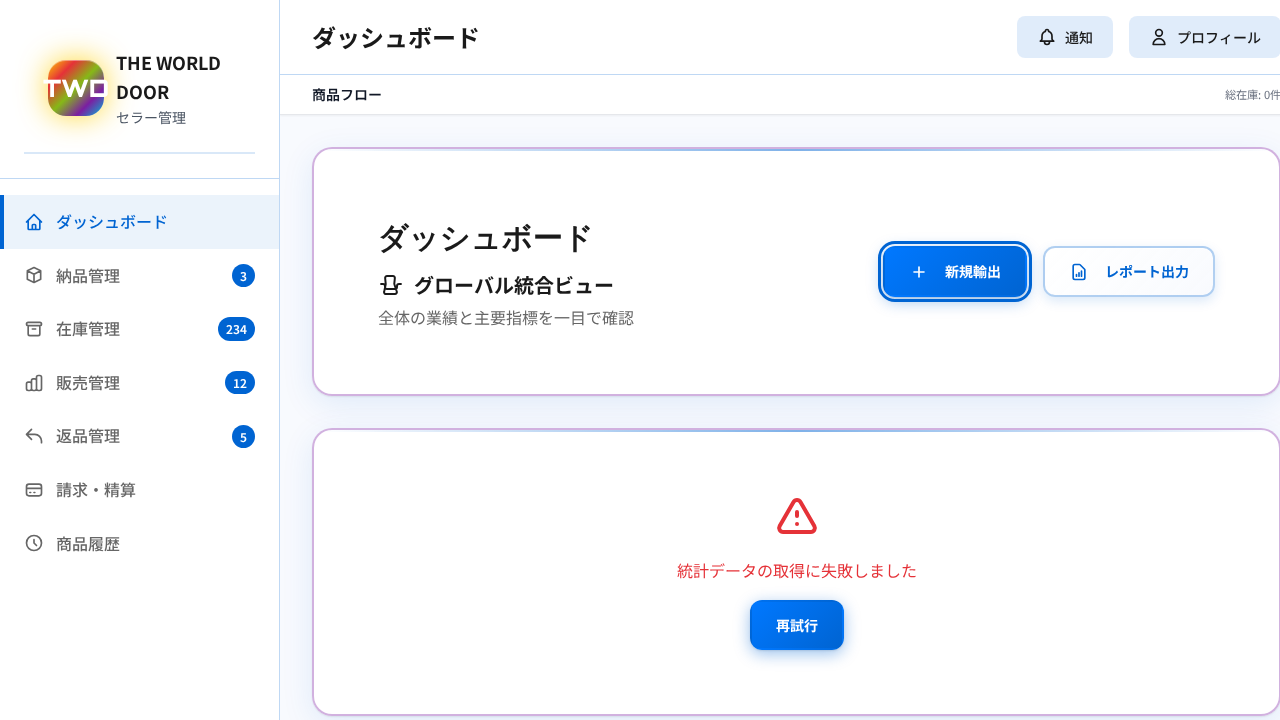 TWD
THE WORLD
DOOR
セラー管理
ダッシュボード
納品管理 3
在庫管理 234
販売管理 12
返品管理 5
請求・精算
商品履歴
ダッシュボード
通知
プロフィール
商品フロー
総在庫: 0件
ダッシュボード
グローバル統合ビュー
全体の業績と主要指標を一目で確認
新規輸出
レポート出力
統計データの取得に失敗しました
再試行